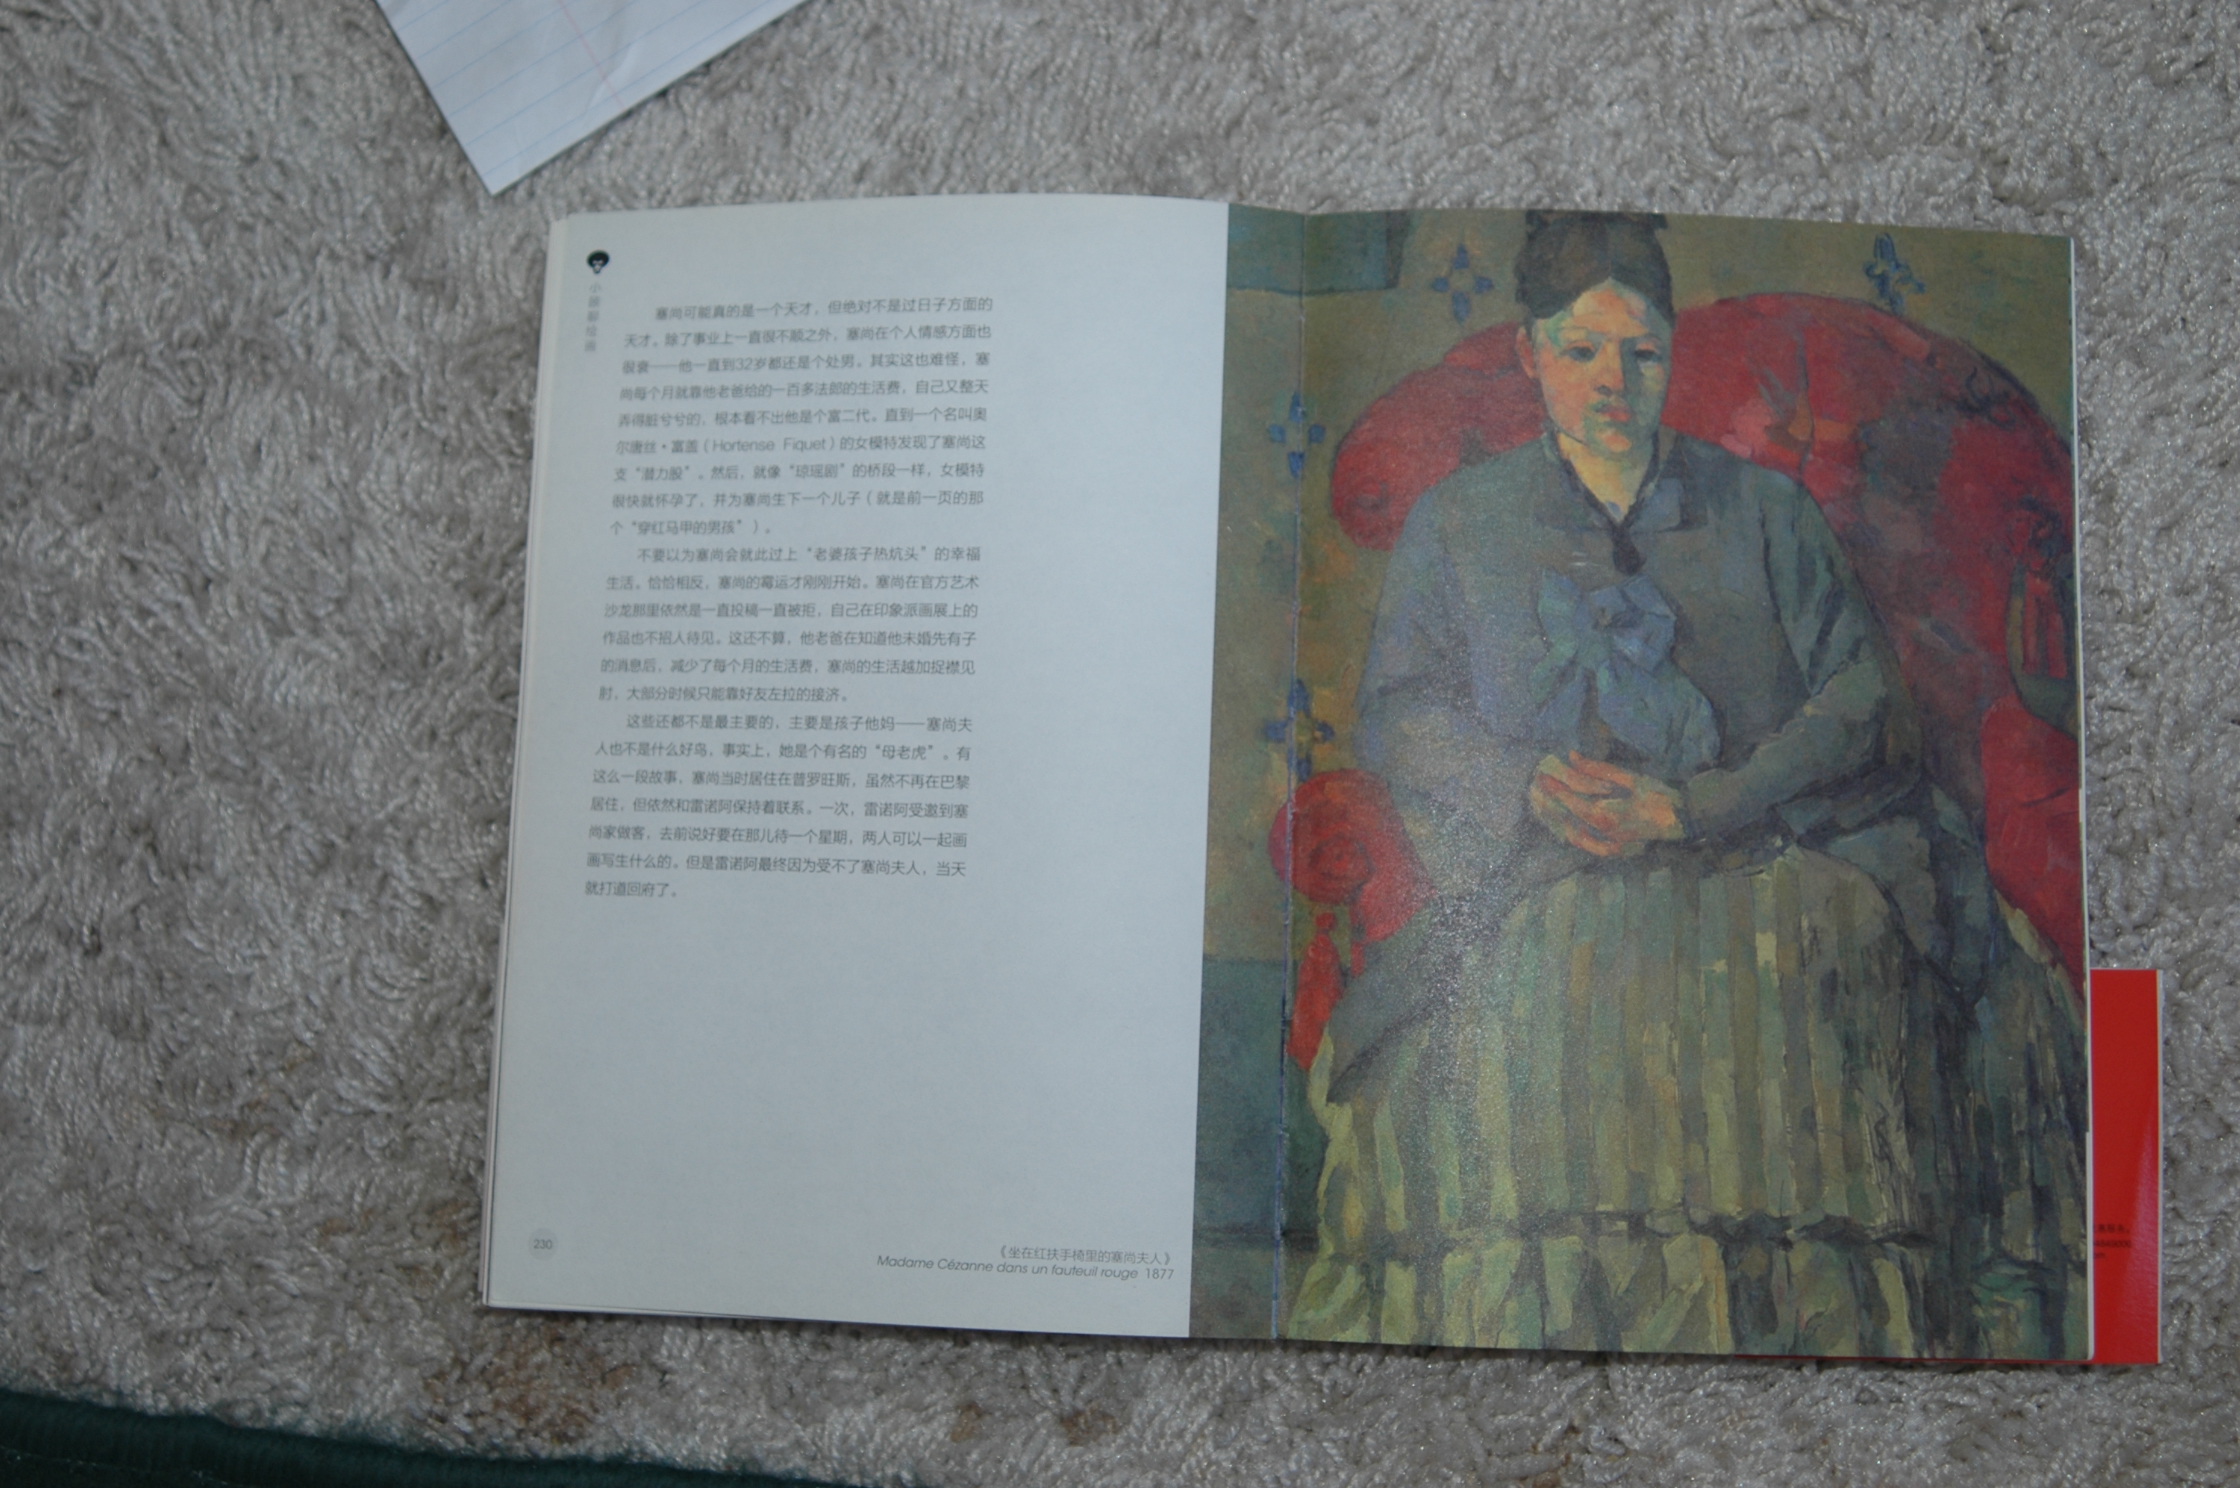 小顾
聊
绘
画
塞尚可能真的是一个天才，但绝对不是过日子方面的
天才。除了事业上一直很不顺之外，塞尚在个人情感方面也
很衰——他一直到32岁都还是个处男。其实这也难怪，塞
尚每个月就靠他老爸给的一百多法郎的生活费，自己又整天
弄得脏兮兮的，根本看不出他是个富二代。直到一个名叫奥
尔唐丝·富盖（Hortense Fiquet）的女模特发现了塞尚这
支“潜力股”。然后，就像“琼瑶剧”的桥段一样，女模特
很快就怀孕了，并为塞尚生下一个儿子（就是前一页的那
个“穿红马甲的男孩”）。
不要以为塞尚会就此过上“老婆孩子热炕头”的幸福
生活，恰恰相反，塞尚的霉运才刚刚开始。塞尚在官方艺术
沙龙那里依然是一直投稿一直被拒，自己在印象派画展上的
作品也不招人待见。这还不算，他老爸在知道他未婚先有子
的消息后，减少了每个月的生活费，塞尚的生活越加捉襟见
肘，大部分时候只能靠好友左拉的接济。
这些还都不是最主要的，主要是孩子他妈——塞尚夫
人也不是什么好鸟，事实上，她是个有名的“母老虎”。有
这么一段故事，塞尚当时居住在普罗旺斯，虽然不再在巴黎
居住，但依然和雷诺阿保持着联系。一次，雷诺阿受邀到塞
尚家做客，去前说好要在那儿待一个星期，两人可以一起画
画写生什么的。但是雷诺阿最终因为受不了塞尚夫人，当天
就打道回府了。
《坐在红扶手椅里的塞尚夫人》
Madame Cézanne dans un fauteuil rouge 1877
230